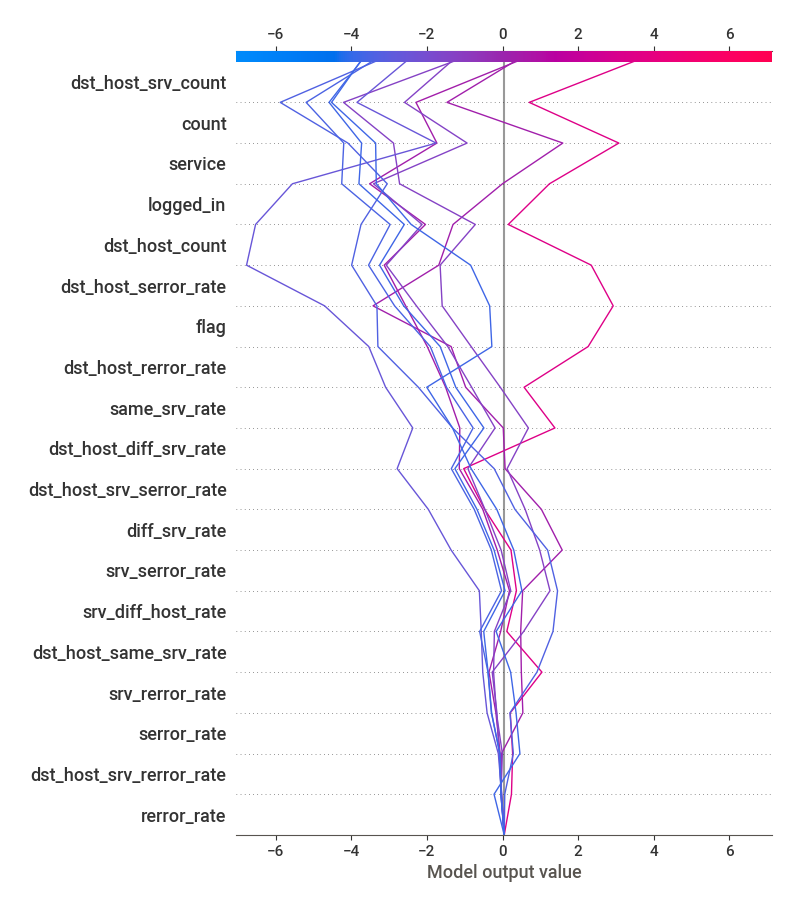 −6 −4 −2 0 2 4 6
dst_host_srv_count
count
service
logged_in
dst_host_count
dst_host_serror_rate
flag
dst_host_rerror_rate
same_srv_rate
dst_host_diff_srv_rate
dst_host_srv_serror_rate
diff_srv_rate
srv_serror_rate
srv_diff_host_rate
dst_host_same_srv_rate
srv_rerror_rate
serror_rate
dst_host_srv_rerror_rate
rerror_rate
−6 −4 −2 0 2 4 6
Model output value